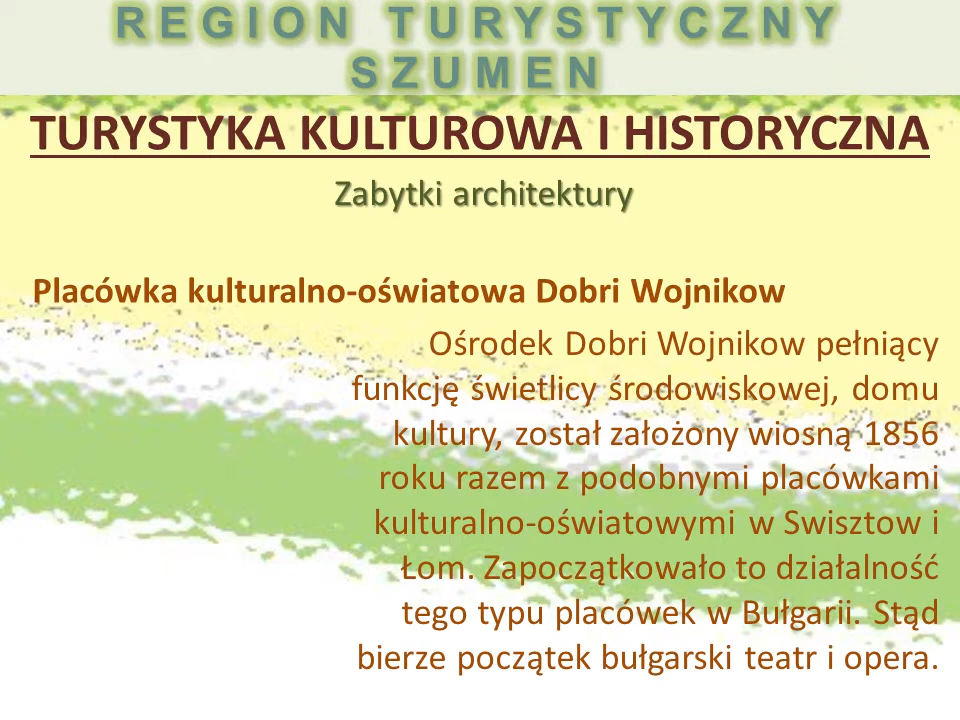 REGION TURYSTYCZNY
SZUMEN
TURYSTYKA KULTUROWA I HISTORYCZNA
Zabytki architektury
Placówka kulturalno-oświatowa Dobri Wojnikow
Ośrodek Dobri Wojnikow pełniący
funkcję świetlicy środowiskowej, domu
kultury, został założony wiosną 1856
roku razem z podobnymi placówkami
kulturalno-oświatowymi w Swisztow i
Łom. Zapoczątkowało to działalność
tego typu placówek w Bułgarii. Stąd
bierze początek bułgarski teatr i opera.